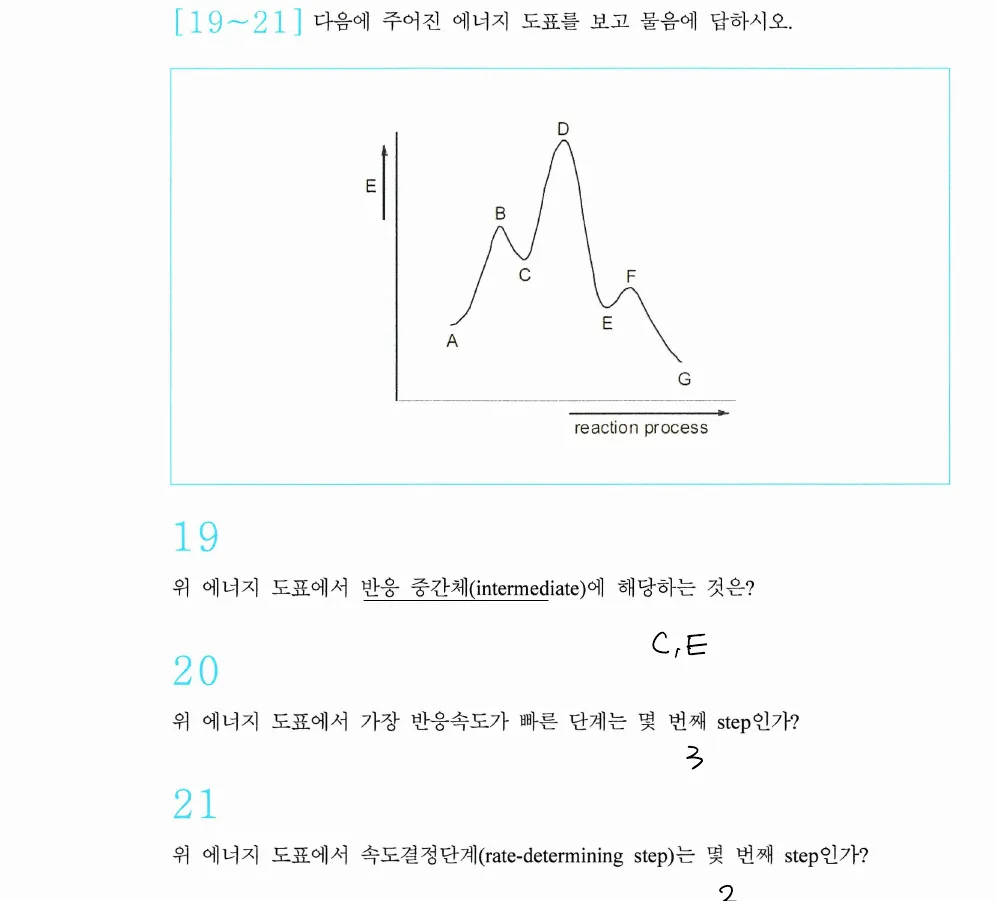 [19~21] 다음에 주어진 에너지 도표를 보고 물음에 답하시오.
D
E
B
C
F
E
A
G
reaction process
19
위 에너지 도표에서 반응 중간체(intermediate)에 해당하는 것은?
C, E
20
위 에너지 도표에서 가장 반응속도가 빠른 단계는 몇 번째 step인가?
3
21
위 에너지 도표에서 속도결정단계(rate-determining step)는 몇 번째 step인가?
2